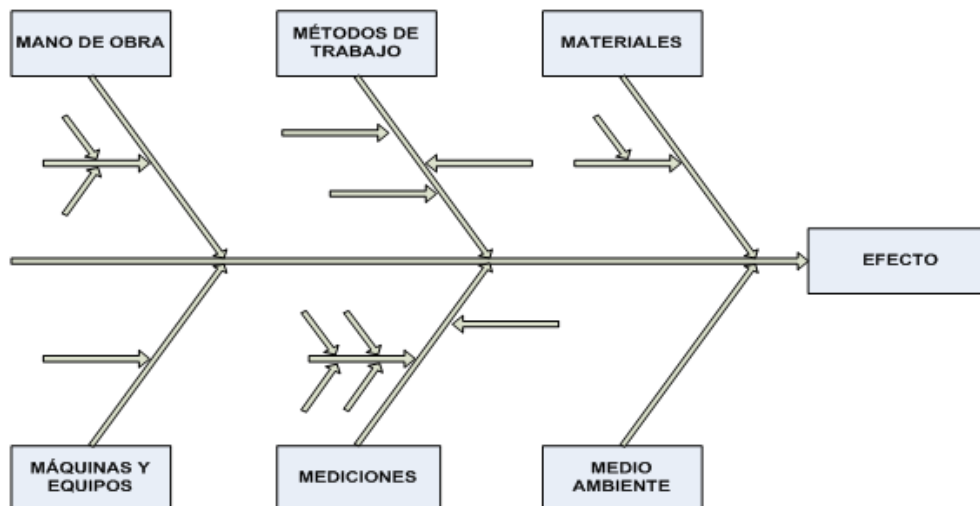 MANO DE OBRA
MÉTODOS DE
TRABAJO
MATERIALES
EFECTO
MÁQUINAS Y
EQUIPOS
MEDICIONES
MEDIO
AMBIENTE